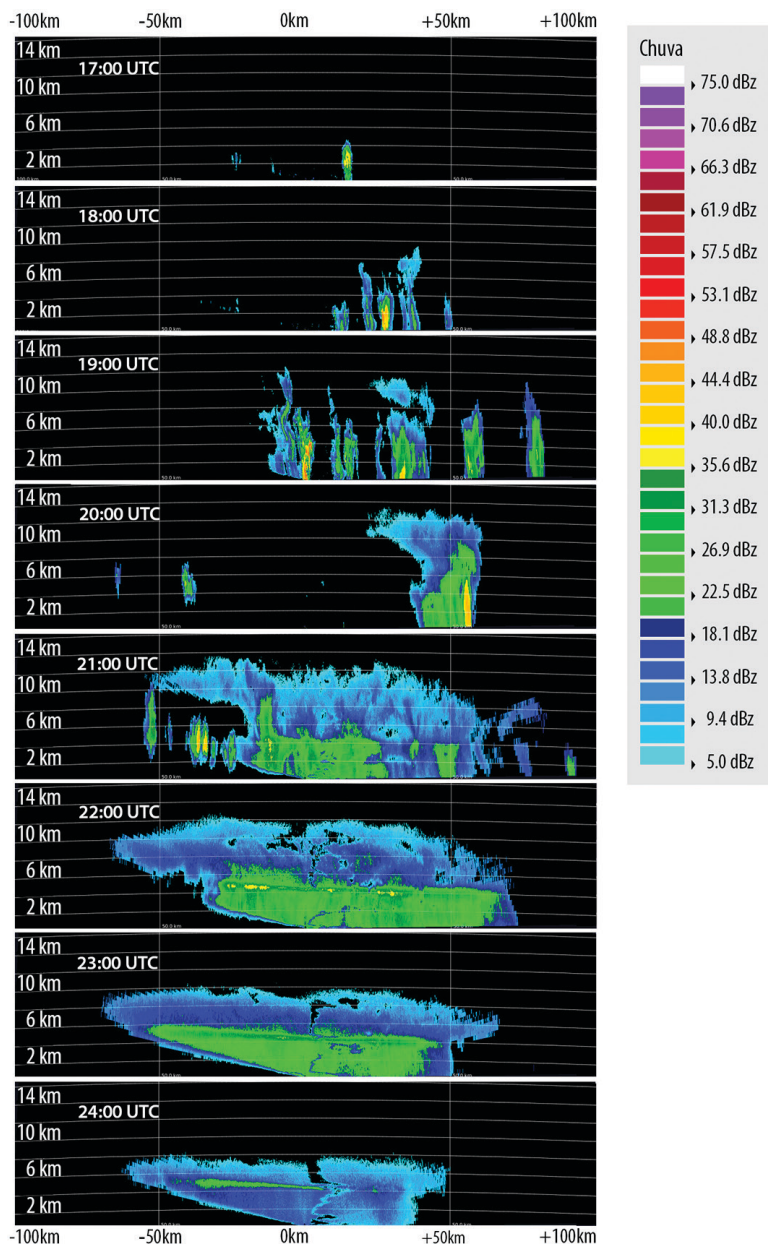 -100km -50km 0km +50km +100km
14 km
17:00 UTC
10 km
6 km
2 km
14 km
18:00 UTC
10 km
6 km
2 km
14 km
19:00 UTC
10 km
6 km
2 km
14 km
20:00 UTC
10 km
6 km
2 km
14 km
21:00 UTC
10 km
6 km
2 km
14 km
22:00 UTC
10 km
6 km
2 km
14 km
23:00 UTC
10 km
6 km
2 km
14 km
24:00 UTC
10 km
6 km
2 km
-100km -50km 0km +50km +100km
Chuva
75.0 dBz
70.6 dBz
66.3 dBz
61.9 dBz
57.5 dBz
53.1 dBz
48.8 dBz
44.4 dBz
40.0 dBz
35.6 dBz
31.3 dBz
26.9 dBz
22.5 dBz
18.1 dBz
13.8 dBz
9.4 dBz
5.0 dBz